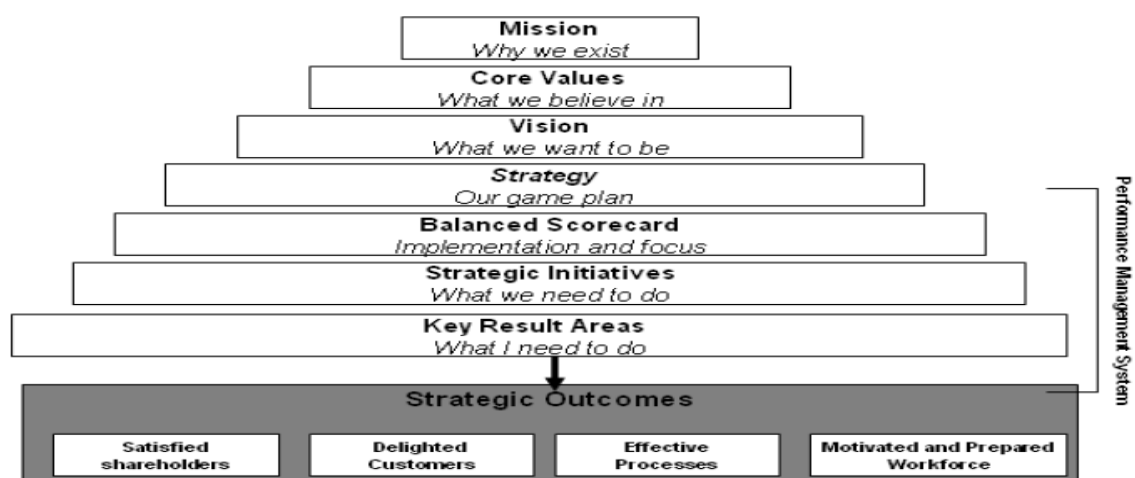 Mission
Why we exist
Core Values
What we believe in
Vision
What we want to be
Strategy
Our game plan
Balanced Scorecard
Implementation and focus
Strategic Initiatives
What we need to do
Key Result Areas
What I need to do
Performance Management System
Strategic Outcomes
Satisfied
shareholders
Delighted
Customers
Effective
Processes
Motivated and Prepared
Workforce